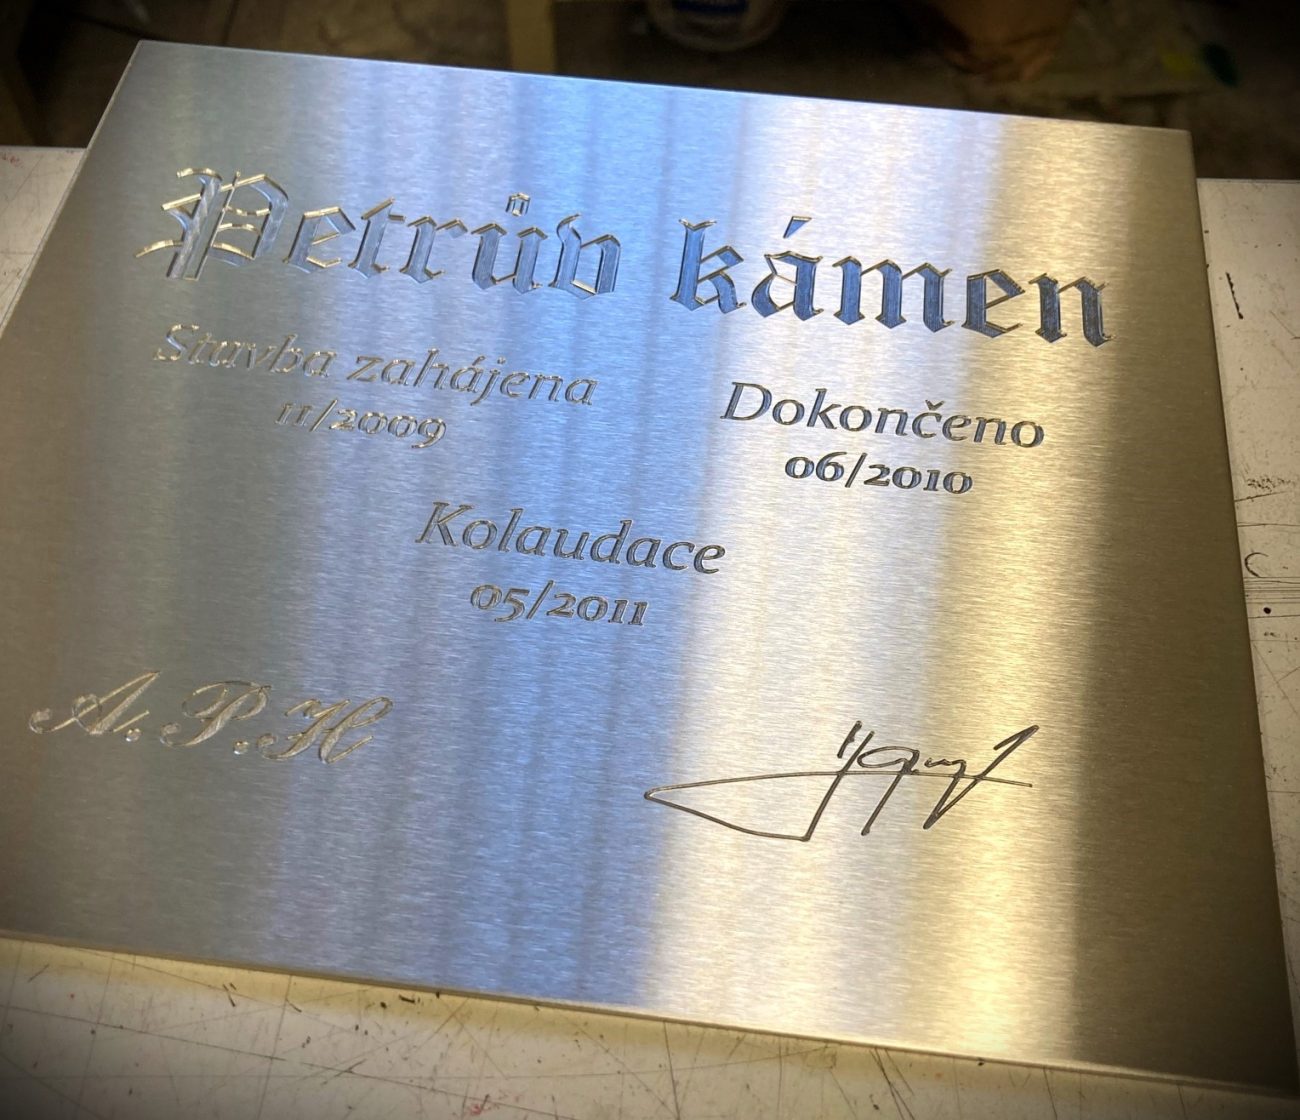 Petrův kámen
Stavba zahájena
11/2009
Dokončeno
06/2010
Kolaudace
05/2011
A.P.H